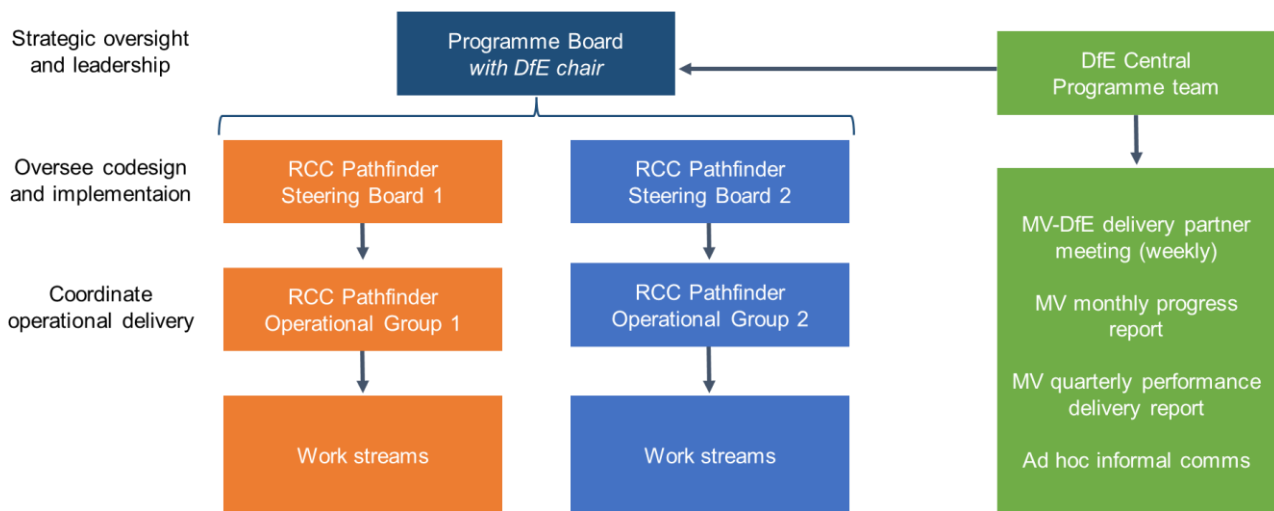 Strategic oversight
and leadership
Programme Board
with DfE chair
DfE Central
Programme team
Oversee codesign
and implementaion
RCC Pathfinder
Steering Board 1
RCC Pathfinder
Steering Board 2
MV-DfE delivery partner
meeting (weekly)
MV monthly progress
report
MV quarterly performance
delivery report
Ad hoc informal comms
Coordinate
operational delivery
RCC Pathfinder
Operational Group 1
RCC Pathfinder
Operational Group 2
Work streams
Work streams